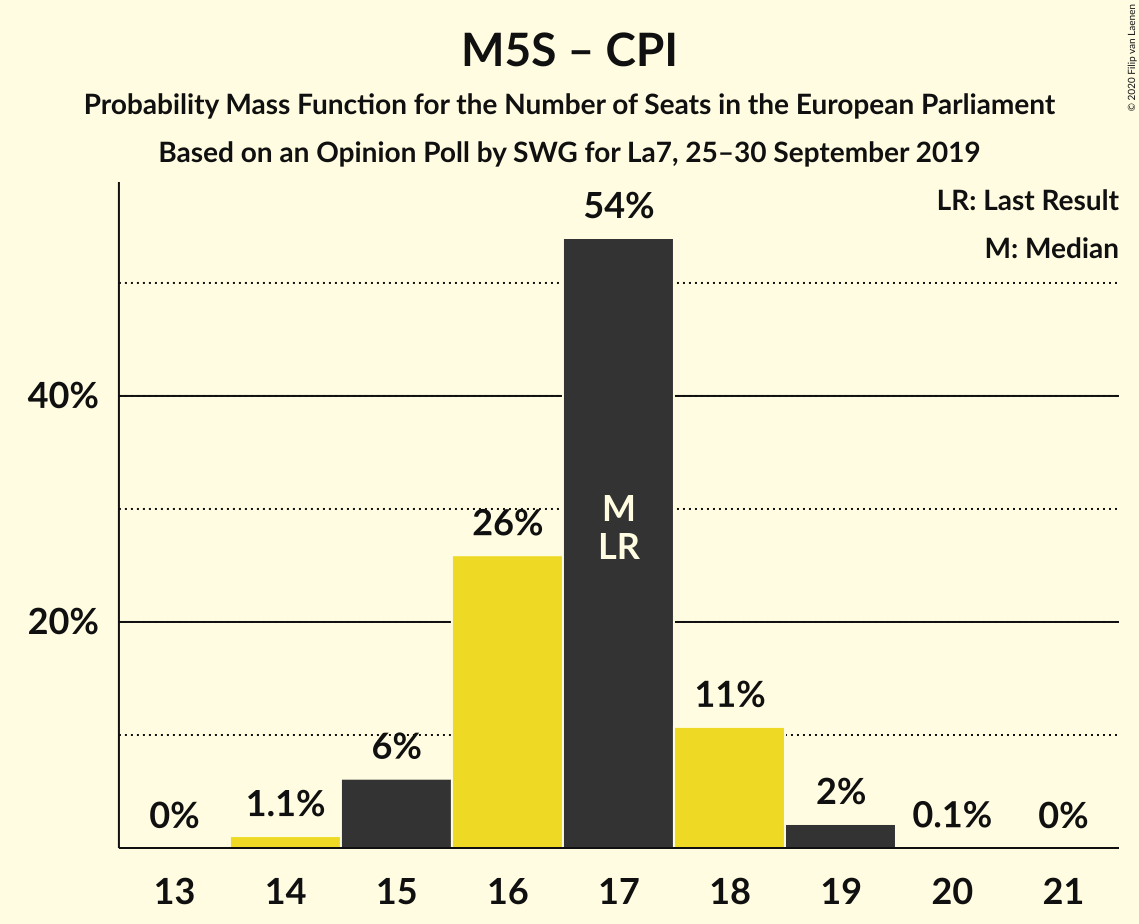 M5S – CPI
Probability Mass Function for the Number of Seats in the European Parliament
Based on an Opinion Poll by SWG for La7, 25–30 September 2019
© 2020 Filip van Laenen
LR: Last Result
M: Median
54%
40%
26%
M
LR
20%
11%
6%
0%
1.1%
2%
0.1%
0%
13 14 15 16 17 18 19 20 21